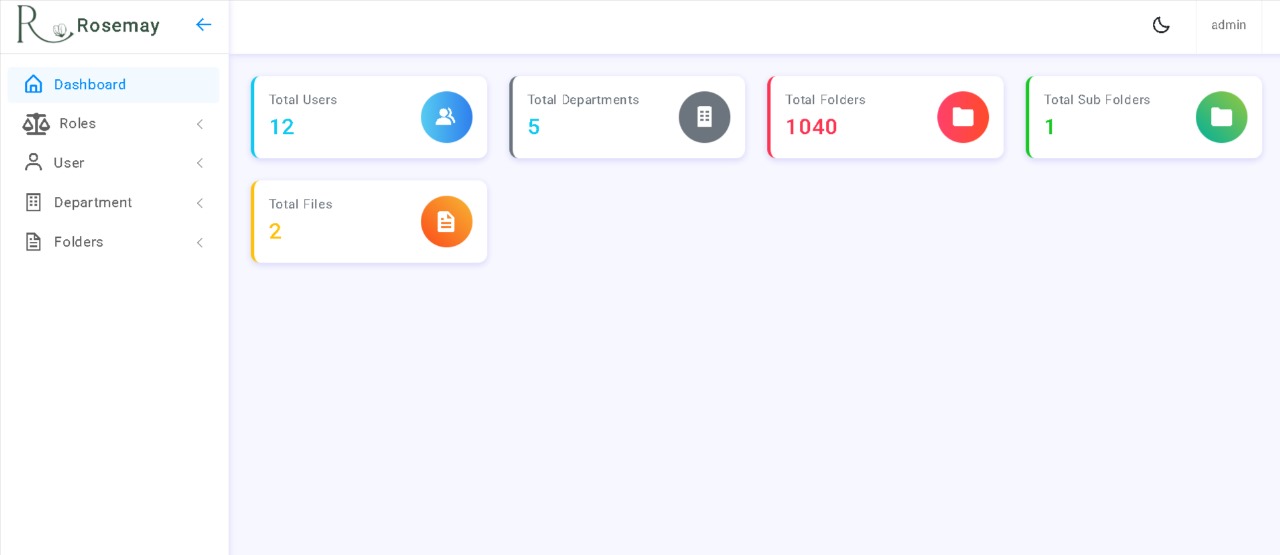 Rosemay
admin
Dashboard
Roles
User
Department
Folders
Total Users
12
Total Departments
5
Total Folders
1040
Total Sub Folders
1
Total Files
2